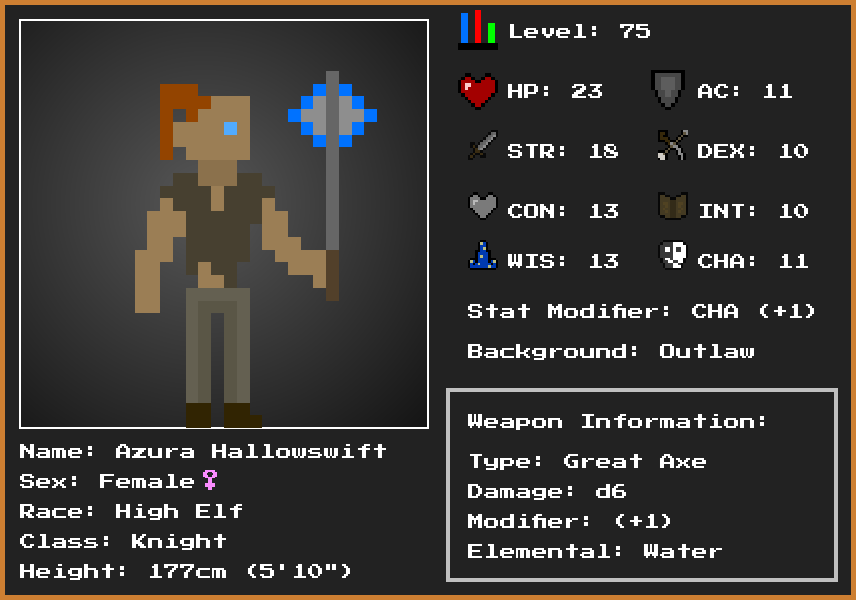 Level: 75
HP: 23
AC: 11
STR: 18
DEX: 10
CON: 13
INT: 10
WIS: 13
CHA: 11
Stat Modifier: CHA (+1)
Background: Outlaw
Weapon Information:
Type: Great Axe
Damage: d6
Modifier: (+1)
Elemental: Water
Name: Azura Hallowswift
Sex: Female♀
Race: High Elf
Class: Knight
Height: 177cm (5'10")